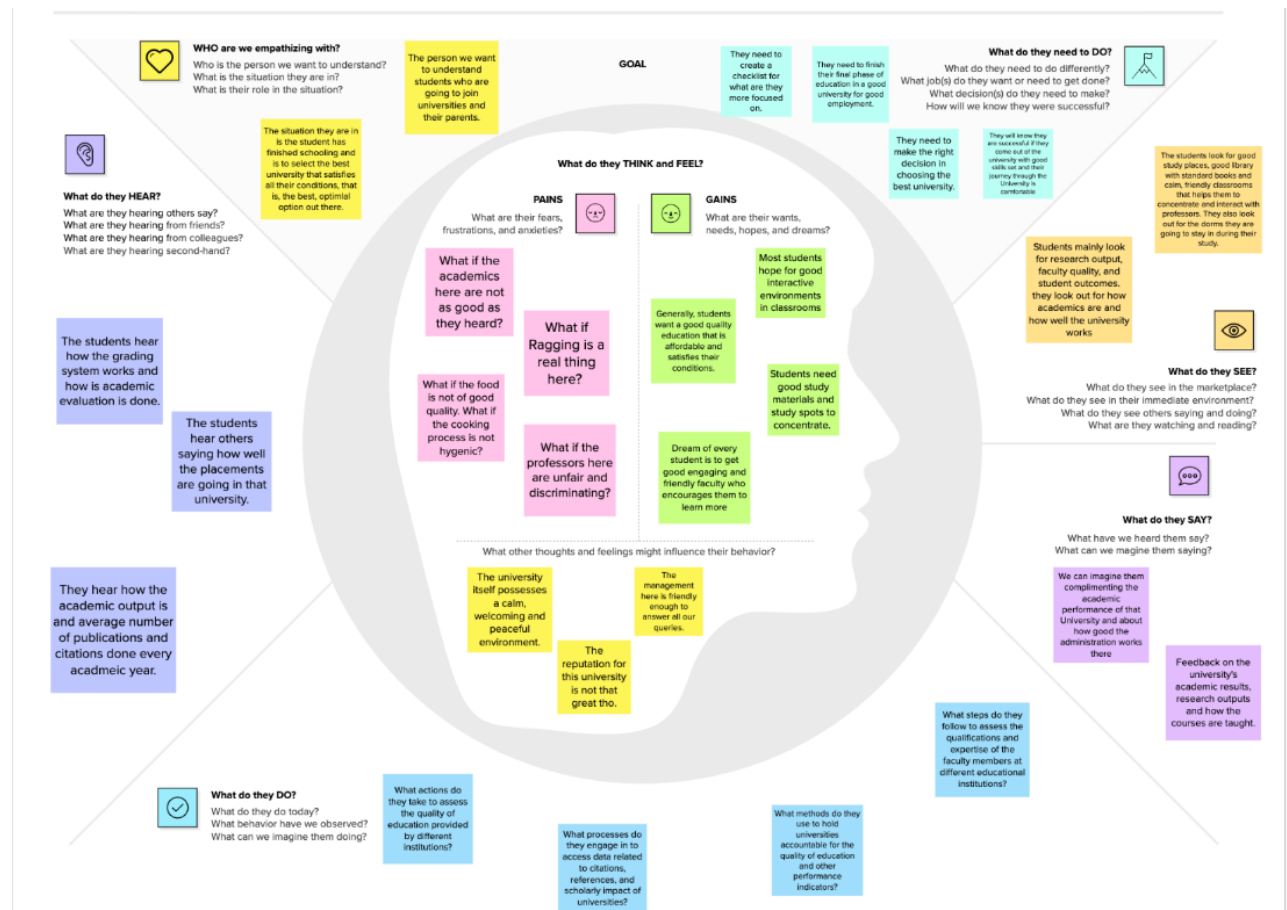 WHO are we empathizing with?
Who is the person we want to understand?
What is the situation they are in?
What is their role in the situation?
The person we want
to understand
students who are
going to join
universities and
their parents.
The situation they are in
is the student has
finished schooling and
is to select the best
university that satisfies
all their conditions, that
is, the best, optimlal
option out there.
GOAL
They need to
create a
checklist for
what are they
more focused
on.
They need to finish
their final phase of
education in a good
university for good
employment.
What do they need to DO?
What do they need to do differently?
What job(s) do they want or need to get done?
What decision(s) do they need to make?
How will we know they were successful?
They need to
make the right
decision in
choosing the
best university.
They will know they
are successful if they
come out of the
university with good
skills set and their
journey through the
University is
comfortable
What do they HEAR?
What are they hearing others say?
What are they hearing from friends?
What are they hearing from colleagues?
What are they hearing second-hand?
The students hear
how the grading
system works and
how is academic
evaluation is done.
The students
hear others
saying how well
the placements
are going in that
university.
They hear how the
academic output is
and average number
of publications and
citations done every
acadmeic year.
What do they THINK and FEEL?
PAINS
What are their fears,
frustrations, and anxieties?
What if the
academics
here are not
as good as
they heard?
What if
Ragging is a
real thing
here?
What if the food
is not of good
quality. What if
the cooking
process is not
hygenic?
What if the
professors here
are unfair and
discriminating?
GAINS
What are their wants,
needs, hopes, and dreams?
Most students
hope for good
interactive
environments
in classrooms
Generally, students
want a good quality
education that is
affordable and
satisfies their
conditions.
Students need
good study
materials and
study spots to
concentrate.
Dream of every
student is to get
good engaging and
friendly faculty who
encourages them to
learn more
What other thoughts and feelings might influence their behavior?
The university
itself possesses
a calm,
welcoming and
peaceful
environment.
The
reputation for
this university
is not that
great tho.
The
management
here is friendly
enough to
answer all our
queries.
The students look for good
study places, good library
with standard books and
calm, friendly classrooms
that helps them to
concentrate and interact with
professors. They also look
out for the dorms they are
going to stay in during their
study.
Students mainly look
for research output,
faculty quality, and
student outcomes.
they look out for how
academics are and
how well the university
works
What do they SEE?
What do they see in the marketplace?
What do they see in their immediate environment?
What do they see others saying and doing?
What are they watching and reading?
What do they SAY?
What have we heard them say?
What can we magine them saying?
We can imagine them
complimenting the
academic
performance of that
University and about
how good the
administration works
there
Feedback on the
university's
academic results,
research outputs
and how the
courses are taught.
What do they DO?
What do they do today?
What behavior have we observed?
What can we imagine them doing?
What actions do
they take to assess
the quality of
education provided
by different
institutions?
What processes do
they engage in to
access data related
to citations,
references, and
scholarly impact of
universities?
What methods do they
use to hold
universities
accountable for the
quality of education
and other
performance
indicators?
What steps do they
follow to assess the
qualifications and
expertise of the
faculty members at
different educational
institutions?